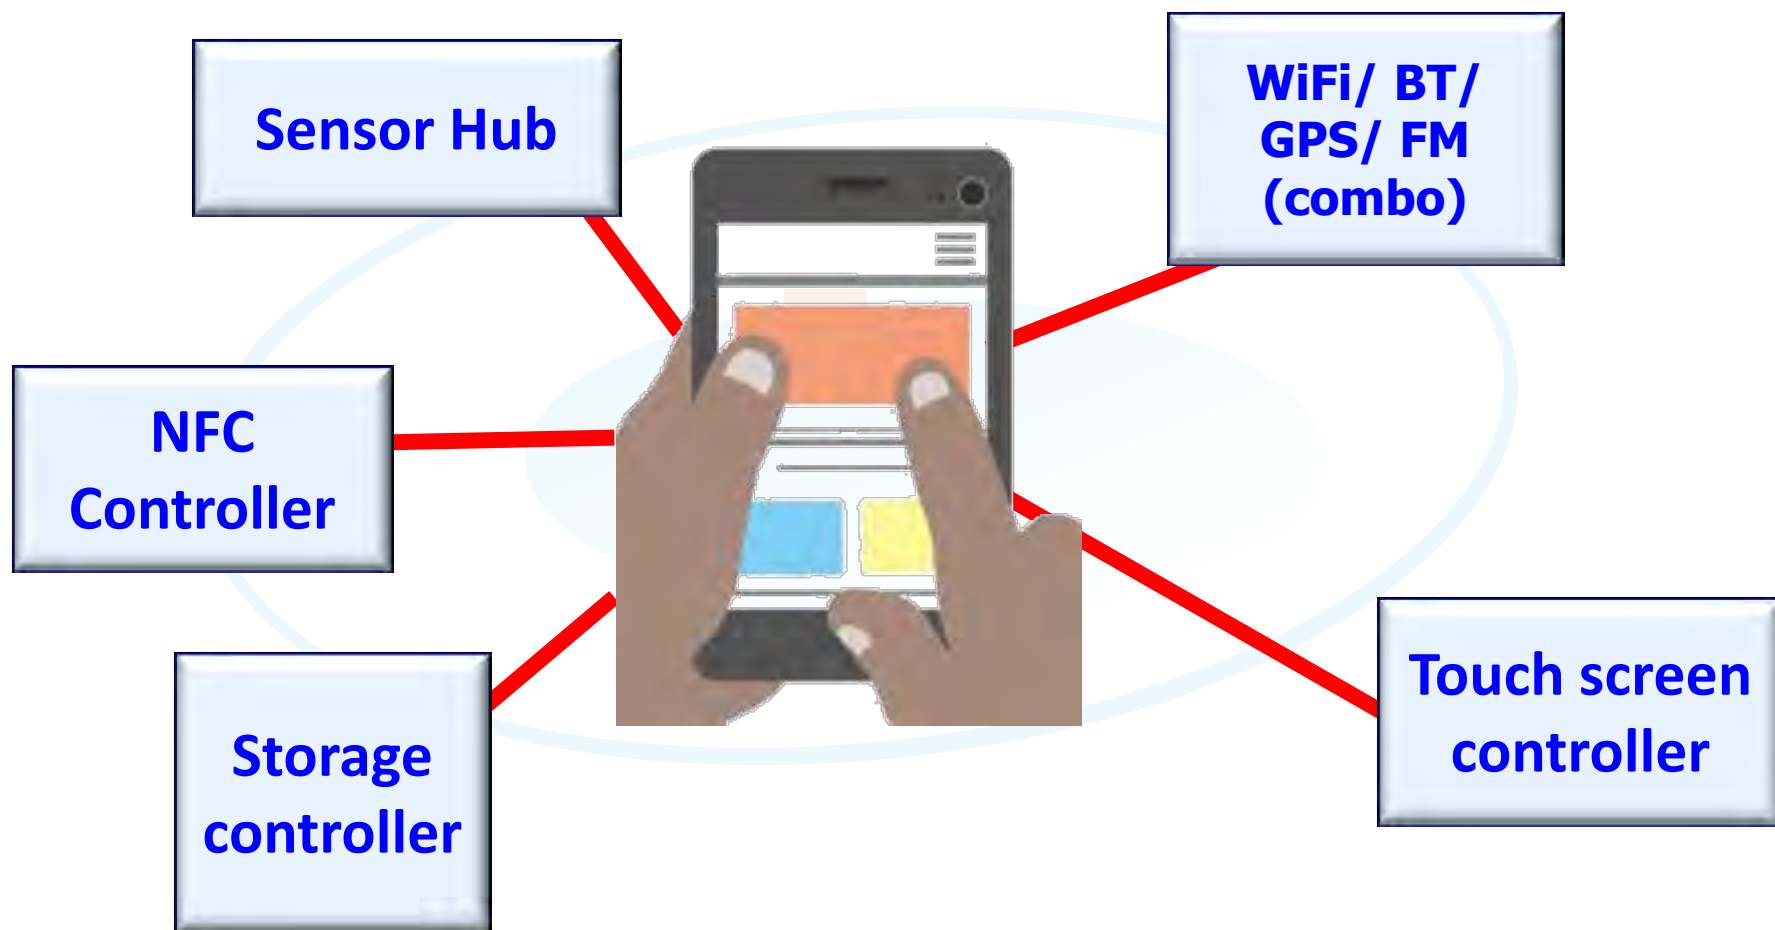 Sensor Hub
WiFi/ BT/
GPS/ FM
(combo)
NFC
Controller
Storage
controller
Touch screen
controller